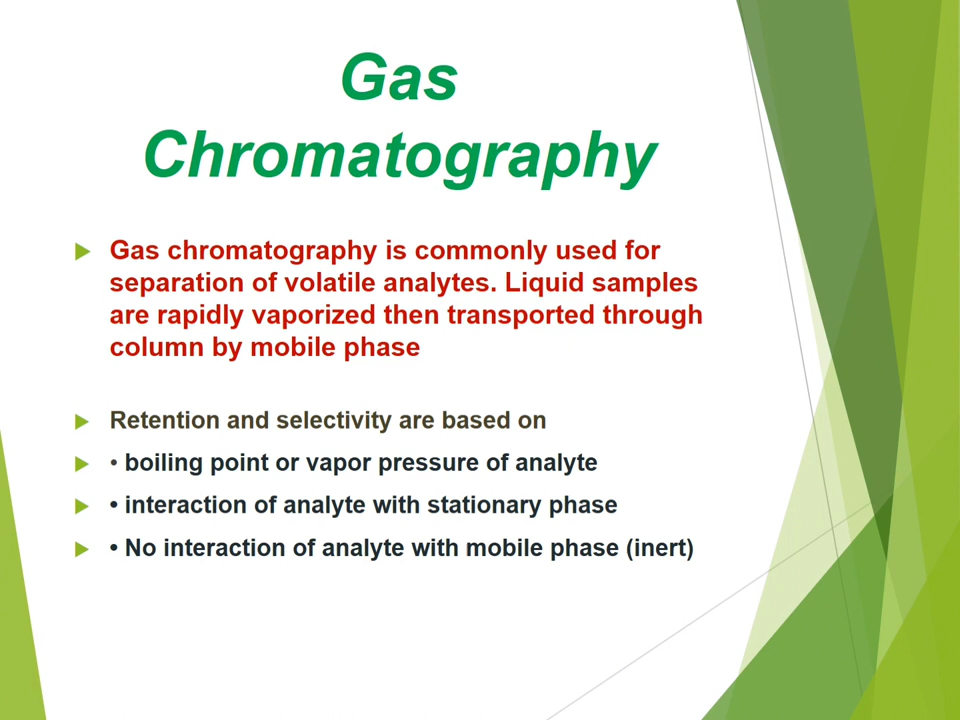 Gas
Chromatography
Gas chromatography is commonly used for
separation of volatile analytes. Liquid samples
are rapidly vaporized then transported through
column by mobile phase
Retention and selectivity are based on
• boiling point or vapor pressure of analyte
• interaction of analyte with stationary phase
• No interaction of analyte with mobile phase (inert)